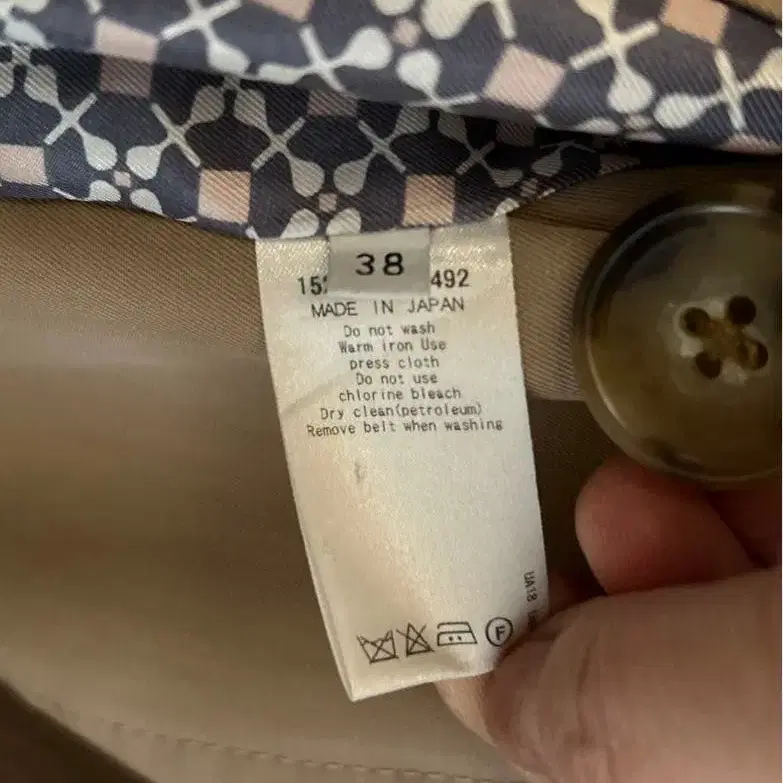 38
492
MADE IN JAPAN
Do not wash
Warm iron Use
press cloth
Do not use
chlorine bleach
Dry clean(petroleum)
Remove belt when washing
UA18
F